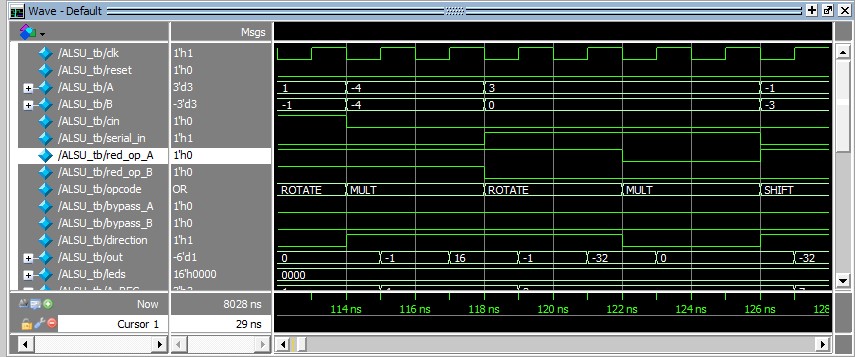 Wave - Default
Msgs
/ALSU_tb/clk 1'h1
/ALSU_tb/reset 1'h0
/ALSU_tb/A 3'd3 1 -4 3 -1
/ALSU_tb/B -3'd3 -1 -4 0 -3
/ALSU_tb/cin 1'h0
/ALSU_tb/serial_in 1'h1
/ALSU_tb/red_op_A 1'h0
/ALSU_tb/red_op_B 1'h0
/ALSU_tb/opcode OR ROTATE MULT ROTATE MULT SHIFT
/ALSU_tb/bypass_A 1'h0
/ALSU_tb/bypass_B 1'h0
/ALSU_tb/direction 1'h1
/ALSU_tb/out -6'd1 0 -1 16 -1 -32 0 -32
/ALSU_tb/leds 16'h0000 0000
Now 8028 ns
114 ns 116 ns 118 ns 120 ns 122 ns 124 ns 126 ns 128
Cursor 1 29 ns